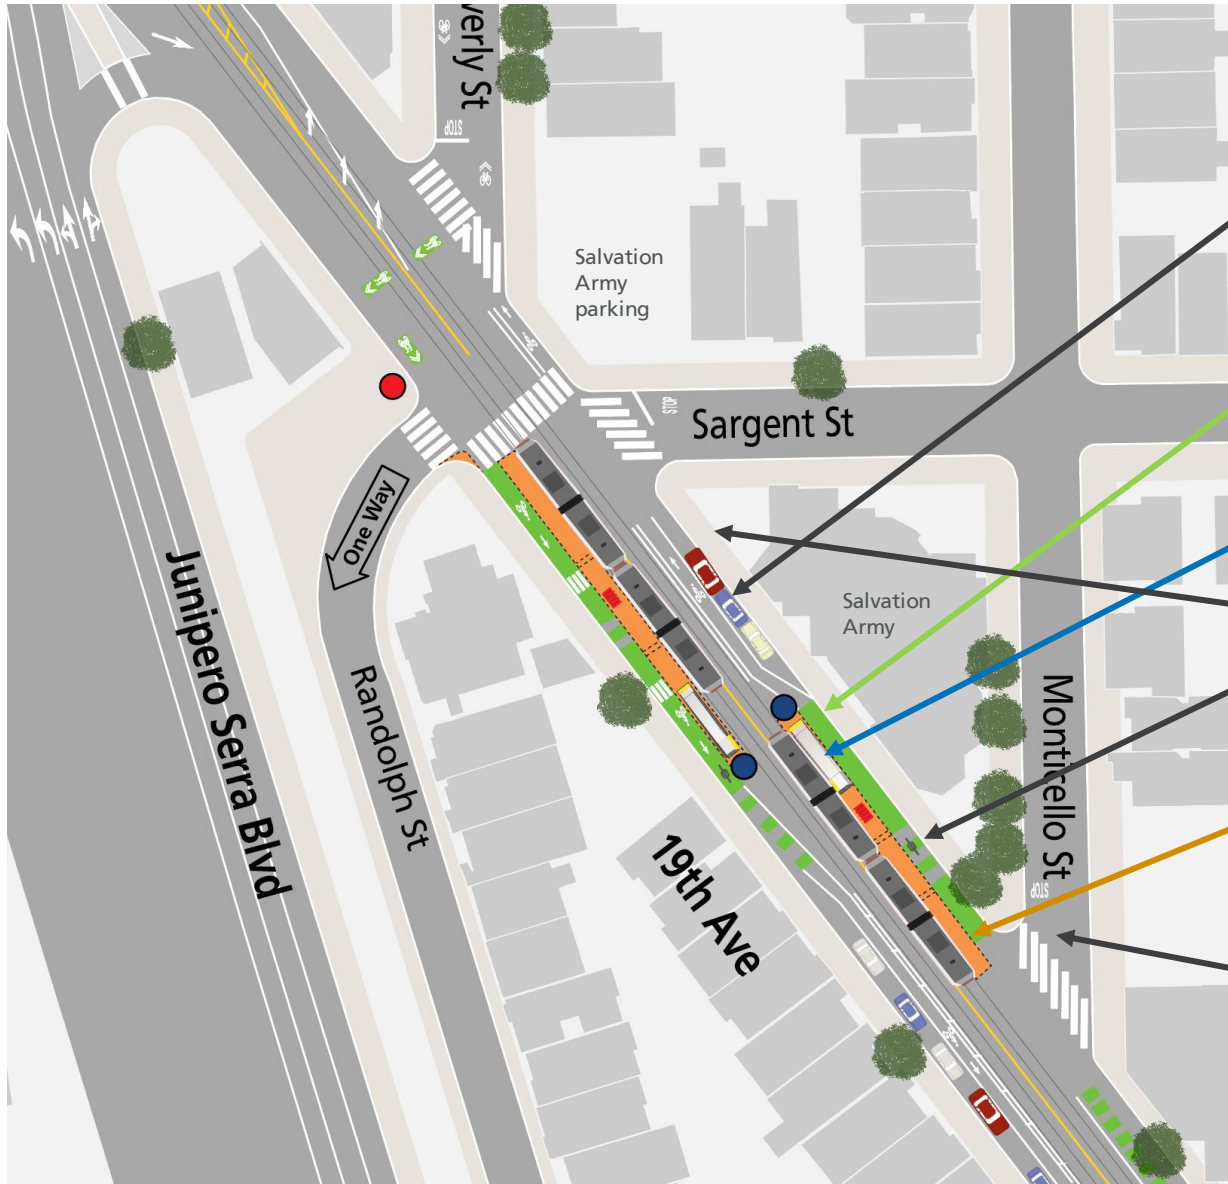 verly St
STOP
Salvation
Army
parking
STOP
Sargent St
One Way
Junipero Serra Blvd
Randolph St
Salvation
Army
Monticello St
19th Ave
STOP